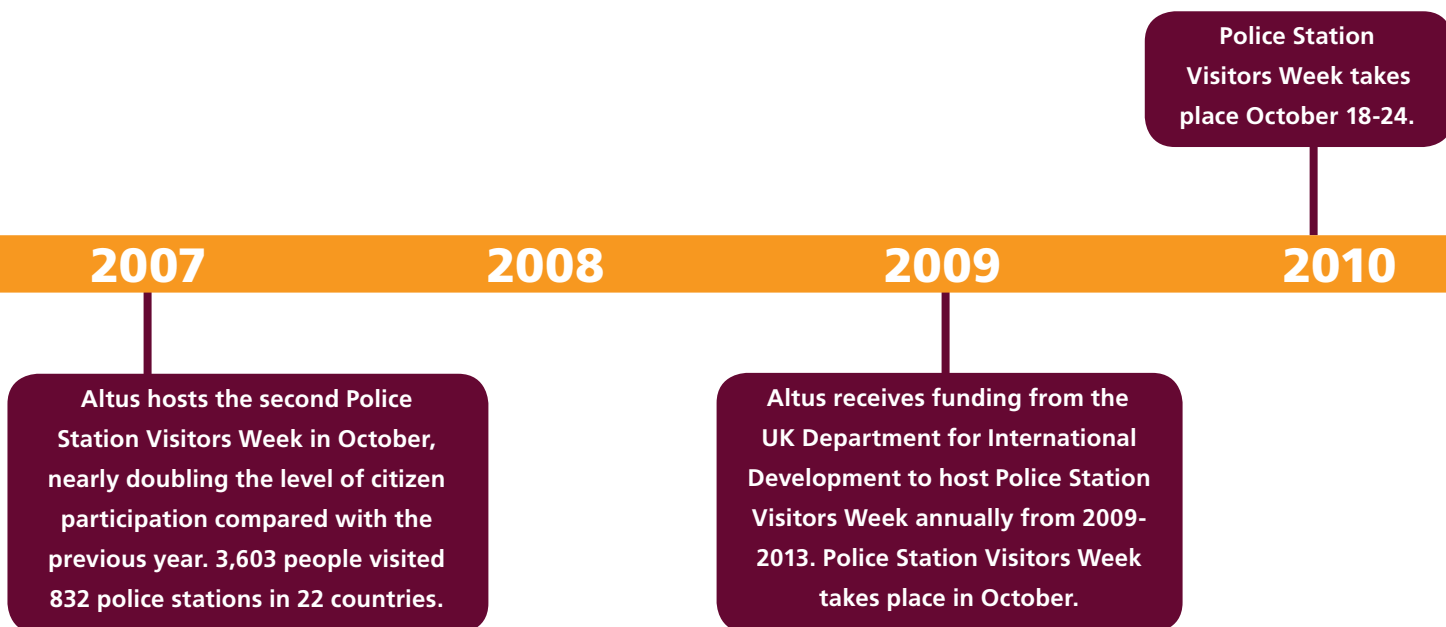 Police Station
Visitors Week takes
place October 18-24.
2007
2008
2009
2010
Altus hosts the second Police
Station Visitors Week in October,
nearly doubling the level of citizen
participation compared with the
previous year. 3,603 people visited
832 police stations in 22 countries.
Altus receives funding from the
UK Department for International
Development to host Police Station
Visitors Week annually from 2009-
2013. Police Station Visitors Week
takes place in October.